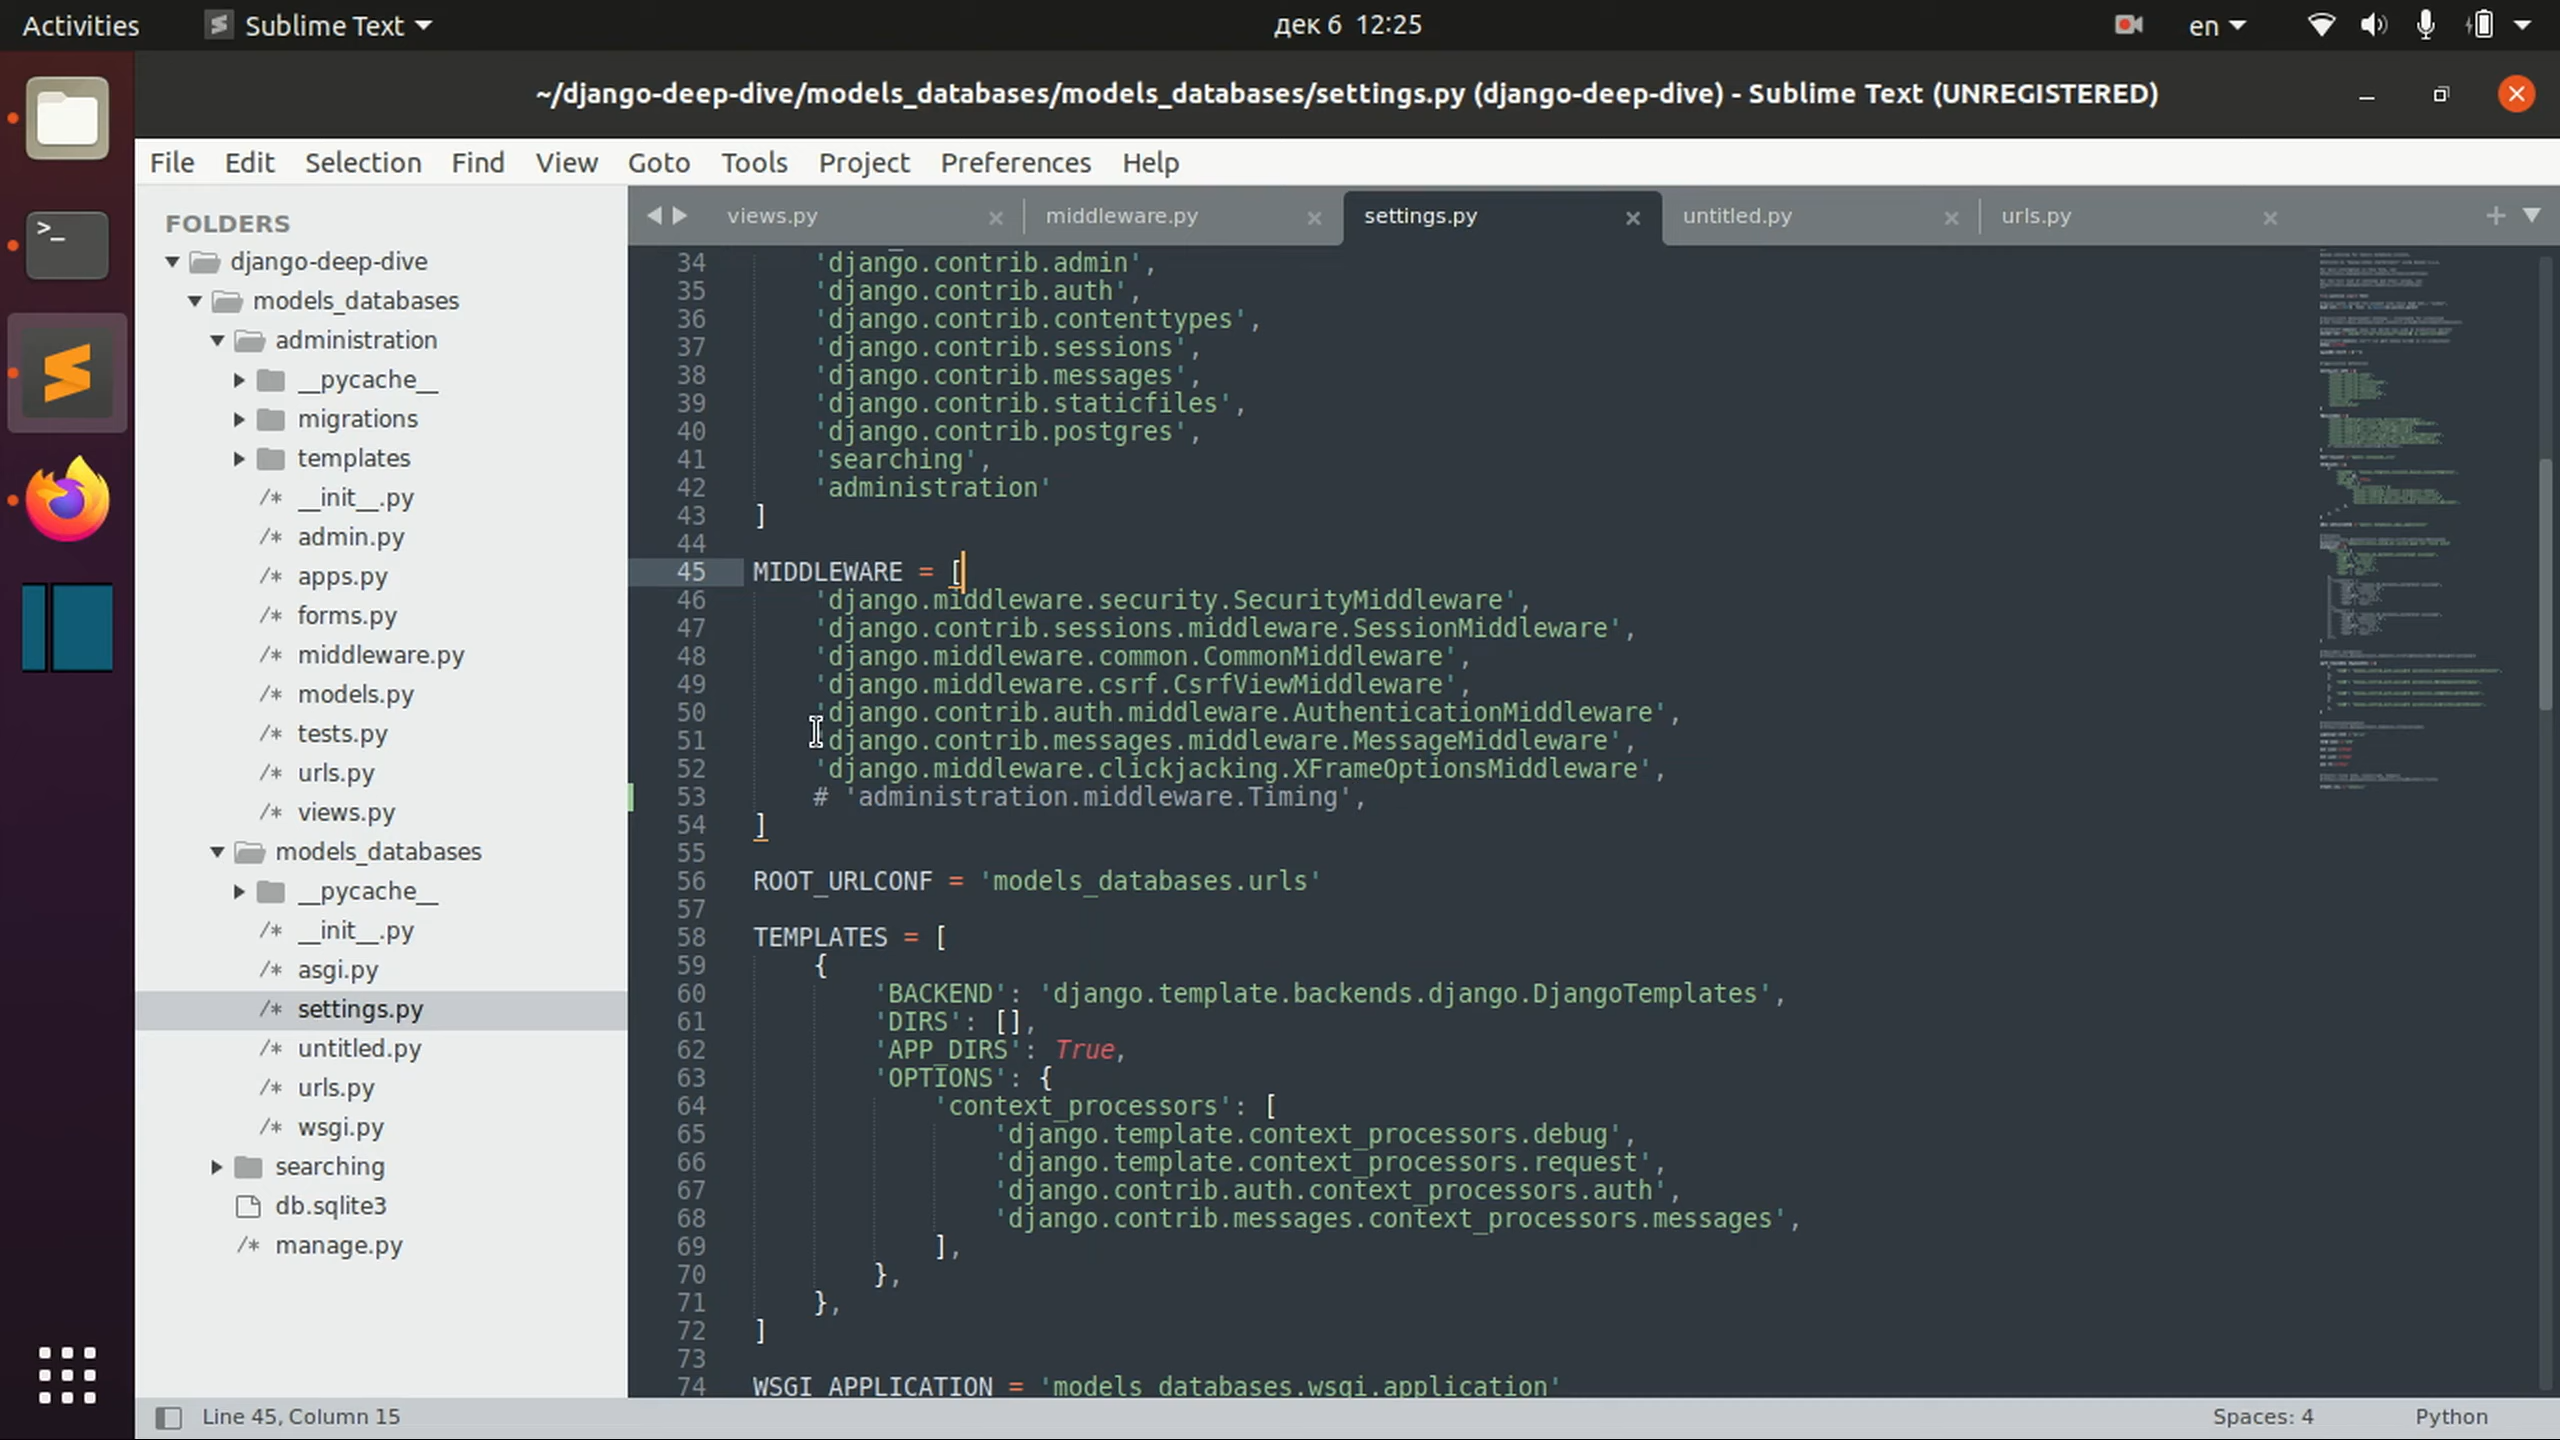 Activities
Sublime Text
дек 6 12:25
en
~/django-deep-dive/models_databases/models_databases/settings.py (django-deep-dive) - Sublime Text (UNREGISTERED)
File Edit Selection Find View Goto Tools Project Preferences Help
FOLDERS
django-deep-dive
models_databases
administration
__pycache__
migrations
templates
/* __init__.py
/* admin.py
/* apps.py
/* forms.py
/* middleware.py
/* models.py
/* tests.py
/* urls.py
/* views.py
models_databases
__pycache__
/* __init__.py
/* asgi.py
/* settings.py
/* untitled.py
/* urls.py
/* wsgi.py
searching
db.sqlite3
/* manage.py
views.py
middleware.py
settings.py
untitled.py
urls.py
34 'django.contrib.admin',
35 'django.contrib.auth',
36 'django.contrib.contenttypes',
37 'django.contrib.sessions',
38 'django.contrib.messages',
39 'django.contrib.staticfiles',
40 'django.contrib.postgres',
41 'searching',
42 'administration'
43 ]
44
45 MIDDLEWARE = [
46 'django.middleware.security.SecurityMiddleware',
47 'django.contrib.sessions.middleware.SessionMiddleware',
48 'django.middleware.common.CommonMiddleware',
49 'django.middleware.csrf.CsrfViewMiddleware',
50 'django.contrib.auth.middleware.AuthenticationMiddleware',
51 'django.contrib.messages.middleware.MessageMiddleware',
52 'django.middleware.clickjacking.XFrameOptionsMiddleware',
53 # 'administration.middleware.Timing',
54 ]
55
56 ROOT_URLCONF = 'models_databases.urls'
57
58 TEMPLATES = [
59 {
60 'BACKEND': 'django.template.backends.django.DjangoTemplates',
61 'DIRS': [],
62 'APP_DIRS': True,
63 'OPTIONS': {
64 'context_processors': [
65 'django.template.context_processors.debug',
66 'django.template.context_processors.request',
67 'django.contrib.auth.context_processors.auth',
68 'django.contrib.messages.context_processors.messages',
69 ],
70 },
71 },
72 ]
73
74 WSGI_APPLICATION = 'models_databases.wsgi.application'
Line 45, Column 15
Spaces: 4
Python